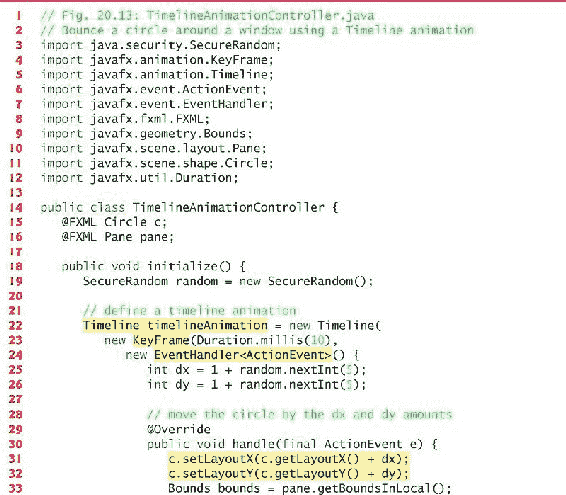 1 // Fig. 20.13: TimelineAnimationController.java
2 // Bounce a circle around a window using a Timeline animation
3 import java.security.SecureRandom;
4 import javafx.animation.KeyFrame;
5 import javafx.animation.Timeline;
6 import javafx.event.ActionEvent;
7 import javafx.event.EventHandler;
8 import javafx.fxml.FXML;
9 import javafx.geometry.Bounds;
10 import javafx.scene.layout.Pane;
11 import javafx.scene.shape.Circle;
12 import javafx.util.Duration;
13
14 public class TimelineAnimationController {
15 @FXML Circle c;
16 @FXML Pane pane;
17
18 public void initialize() {
19 SecureRandom random = new SecureRandom();
20
21 // define a timeline animation
22 Timeline timelineAnimation = new Timeline(
23 new KeyFrame(Duration.millis(10),
24 new EventHandler<ActionEvent>() {
25 int dx = 1 + random.nextInt(5);
26 int dy = 1 + random.nextInt(5);
27
28 // move the circle by the dx and dy amounts
29 @Override
30 public void handle(final ActionEvent e) {
31 c.setLayoutX(c.getLayoutX() + dx);
32 c.setLayoutY(c.getLayoutY() + dy);
33 Bounds bounds = pane.getBoundsInLocal();